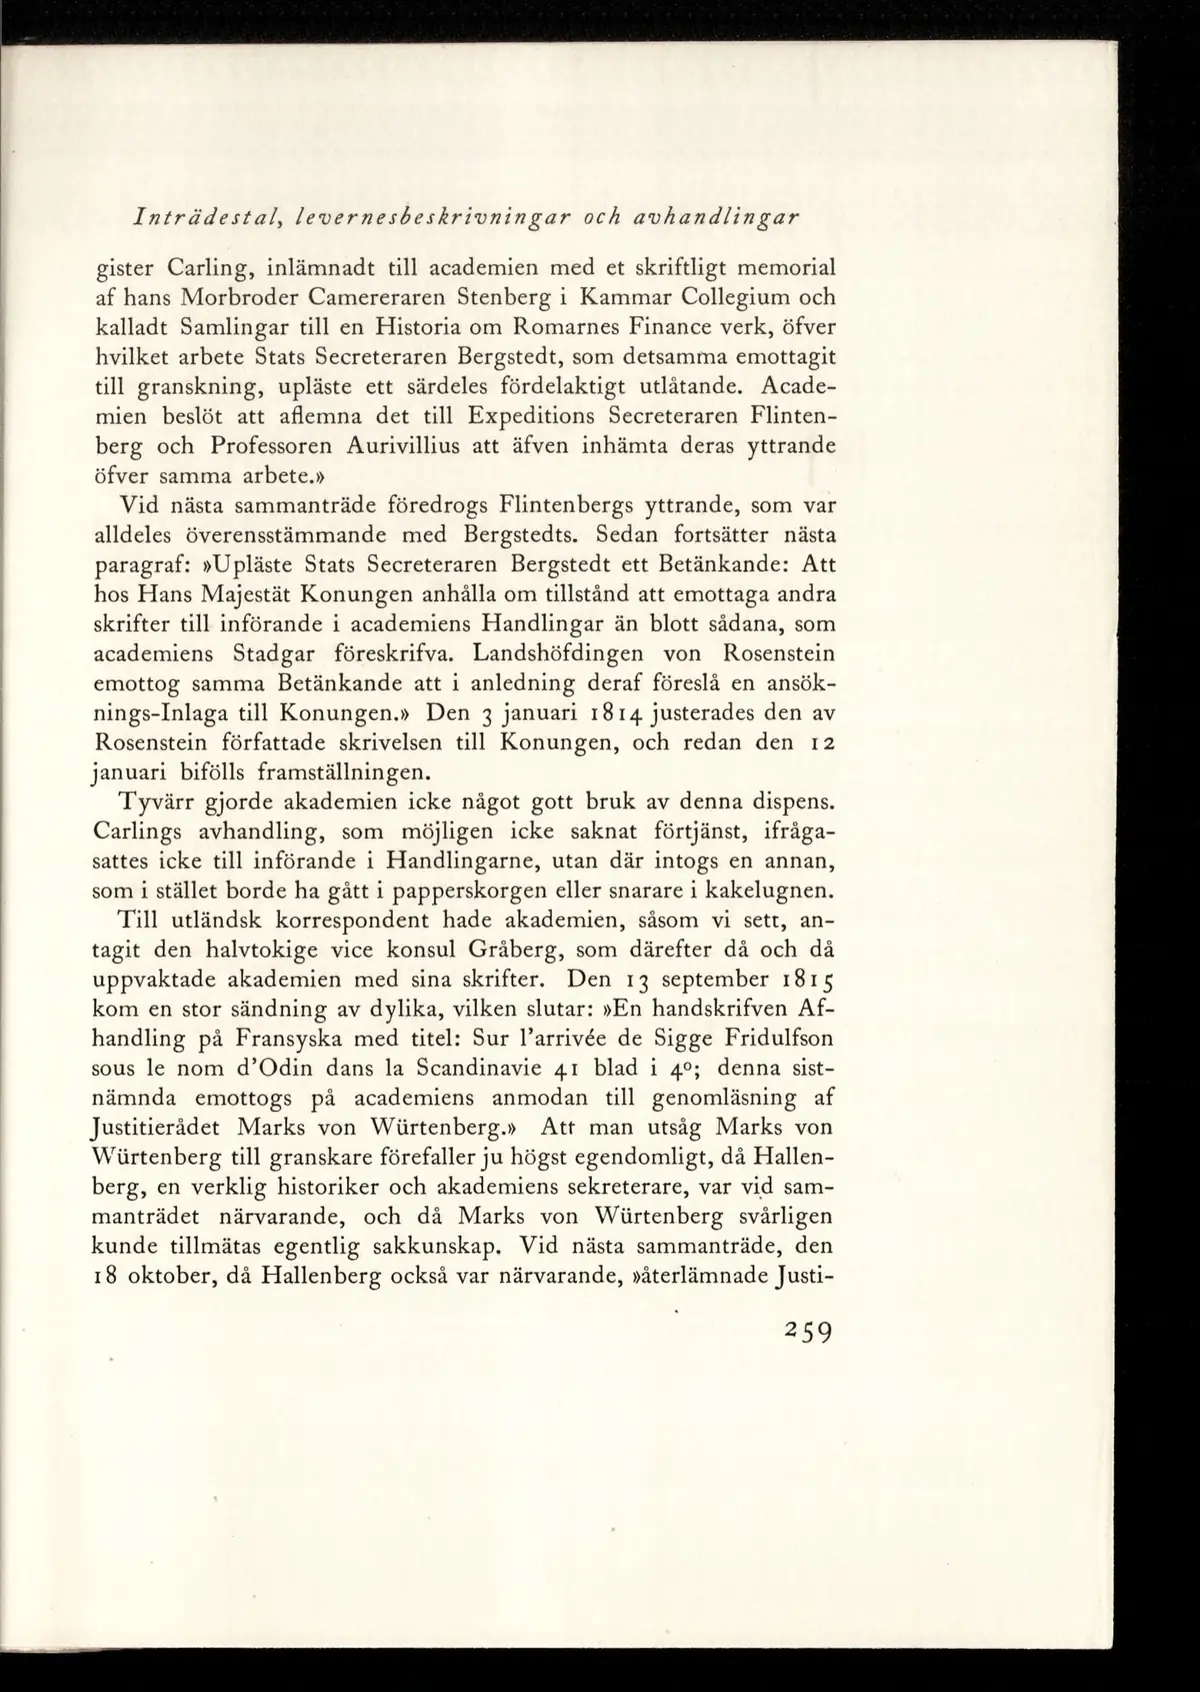 Inträdestal, levernesbeskrivningar och avhandlingar
gister Carling, inlämnadt till academien med et skriftligt memorial
af hans Morbroder Camereraren Stenberg i Kammar Collegium och
kalladt Samlingar till en Historia om Romarnes Finance verk, öfver
hvilket arbete Stats Secreteraren Bergstedt, som detsamma emottagit
till granskning, upläste ett särdeles fördelaktigt utlåtande. Acade-
mien beslöt att aflemna det till Expeditions Secreteraren Flinten-
berg och Professoren Aurivillius att äfven inhämta deras yttrande
öfver samma arbete.»
Vid nästa sammanträde föredrogs Flintenbergs yttrande, som var
alldeles överensstämmande med Bergstedts. Sedan fortsätter nästa
paragraf: »Upläste Stats Secreteraren Bergstedt ett Betänkande: Att
hos Hans Majestät Konungen anhålla om tillstånd att emottaga andra
skrifter till införande i academiens Handlingar än blott sådana, som
academiens Stadgar föreskrifva. Landshöfdingen von Rosenstein
emottog samma Betänkande att i anledning deraf föreslå en ansök-
nings-Inlaga till Konungen.» Den 3 januari 1814 justerades den av
Rosenstein författade skrivelsen till Konungen, och redan den 12
januari bifölls framställningen.
Tyvärr gjorde akademien icke något gott bruk av denna dispens.
Carlings avhandling, som möjligen icke saknat förtjänst, ifråga-
sattes icke till införande i Handlingarne, utan där intogs en annan,
som i stället borde ha gått i papperskorgen eller snarare i kakelugnen.
Till utländsk korrespondent hade akademien, såsom vi sett, an-
tagit den halvtokige vice konsul Gråberg, som därefter då och då
uppvaktade akademien med sina skrifter. Den 13 september 1815
kom en stor sändning av dylika, vilken slutar: »En handskrifven Af-
handling på Fransyska med titel: Sur l'arrivée de Sigge Fridulfson
sous le nom d'Odin dans la Scandinavie 41 blad i 4°; denna sist-
nämnda emottogs på academiens anmodan till genomläsning af
Justitierådet Marks von Würtenberg.» Att man utsåg Marks von
Würtenberg till granskare förefaller ju högst egendomligt, då Hallen-
berg, en verklig historiker och akademiens sekreterare, var vid sam-
manträdet närvarande, och då Marks von Würtenberg svårligen
kunde tillmätas egentlig sakkunskap. Vid nästa sammanträde, den
18 oktober, då Hallenberg också var närvarande, »återlämnade Justi-
259